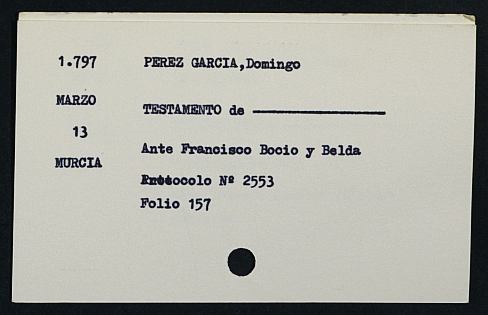 1.797 PEREZ GARCIA,Domingo
MARZO TESTAMENTO de
13
Ante Francisco Bocio y Belda
MURCIA
Protocolo Nº 2553
Folio 157